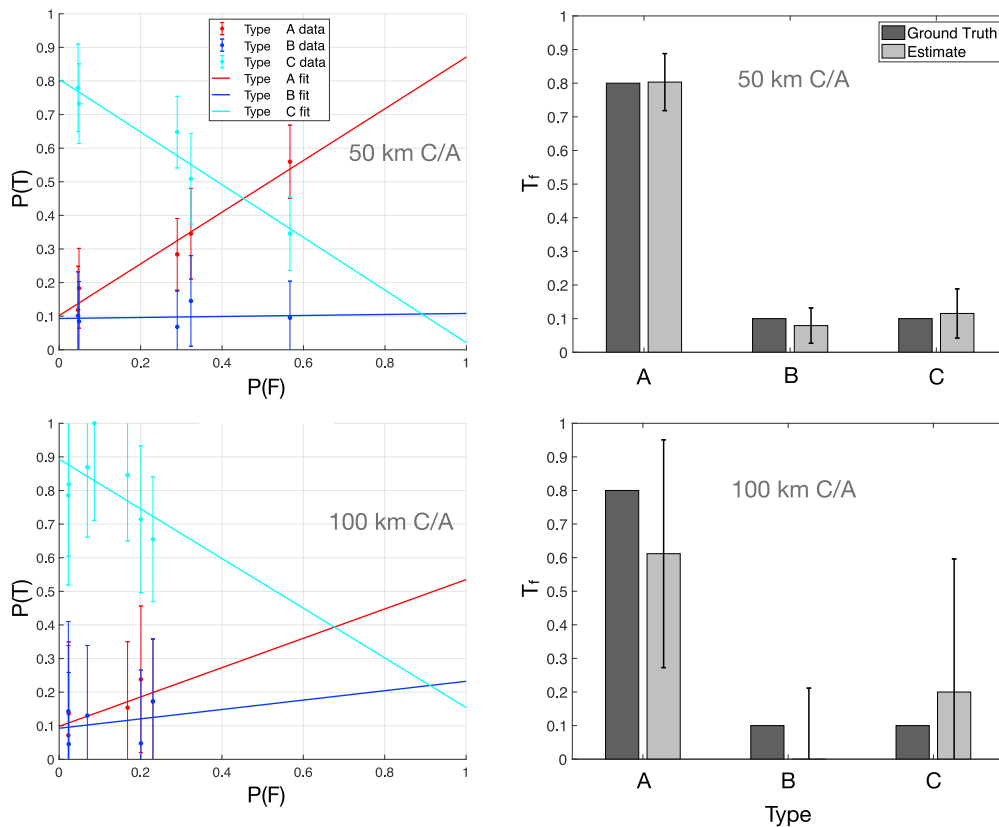 Type A data
Type B data
Type C data
Type A fit
Type B fit
Type C fit
50 km C/A
P(T)
1
0.9
0.8
0.7
0.6
0.5
0.4
0.3
0.2
0.1
0
0 0.2 0.4 0.6 0.8 1
P(F)
Ground Truth
Estimate
50 km C/A
T_f
1
0.9
0.8
0.7
0.6
0.5
0.4
0.3
0.2
0.1
0
A B C
100 km C/A
P(T)
1
0.9
0.8
0.7
0.6
0.5
0.4
0.3
0.2
0.1
0
0 0.2 0.4 0.6 0.8 1
P(F)
100 km C/A
T_f
1
0.9
0.8
0.7
0.6
0.5
0.4
0.3
0.2
0.1
0
A B C
Type